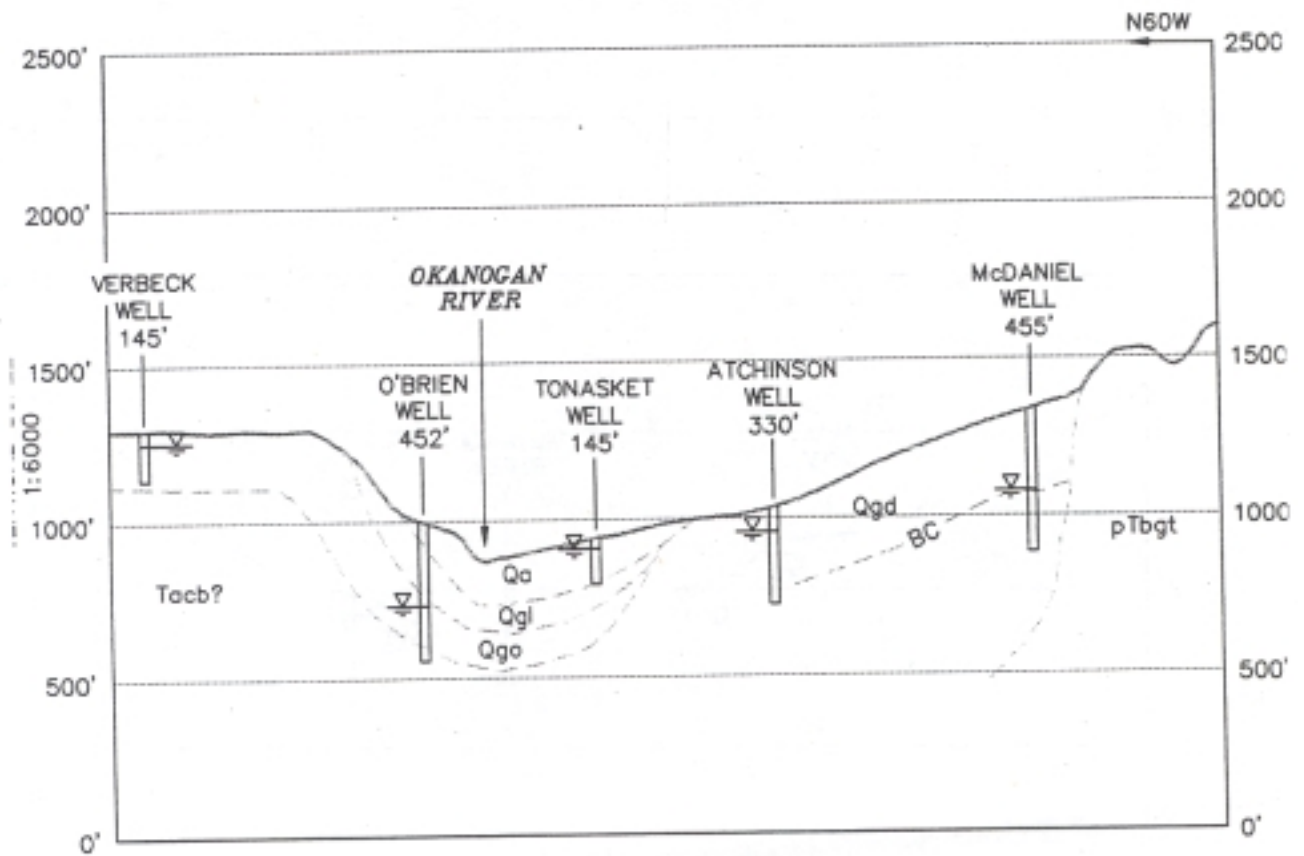 N60W
2500'
2500
2000'
2000
VERBECK
WELL
145'
OKANOGAN
RIVER
McDANIEL
WELL
455'
1500'
1500
O'BRIEN
WELL
452'
TONASKET
WELL
145'
ATCHINSON
WELL
330'
1:6000
1000'
1000
Qgd
BC
pTbgt
Qa
Tacb?
Qgl
Qgo
500'
500'
0'
0'